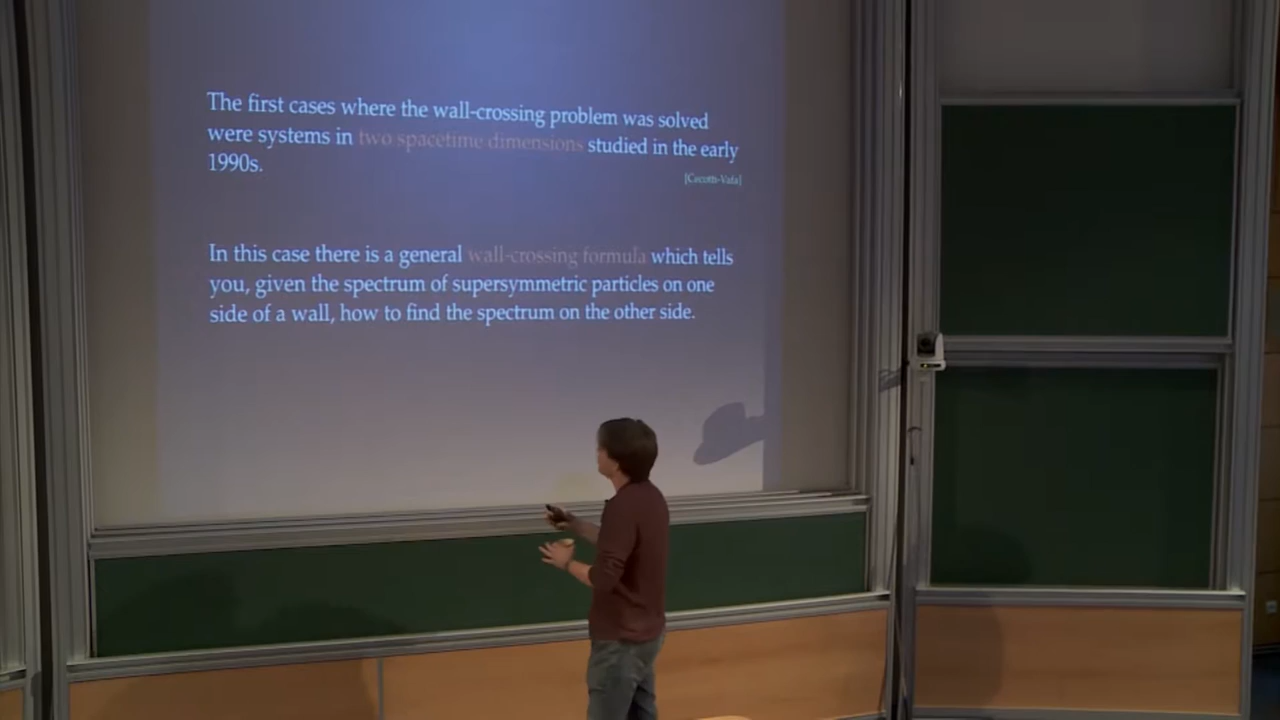 The first cases where the wall-crossing problem was solved
were systems in two spacetime dimensions studied in the early
1990s.
[Cecotti-Vafa]
In this case there is a general wall-crossing formula which tells
you, given the spectrum of supersymmetric particles on one
side of a wall, how to find the spectrum on the other side.